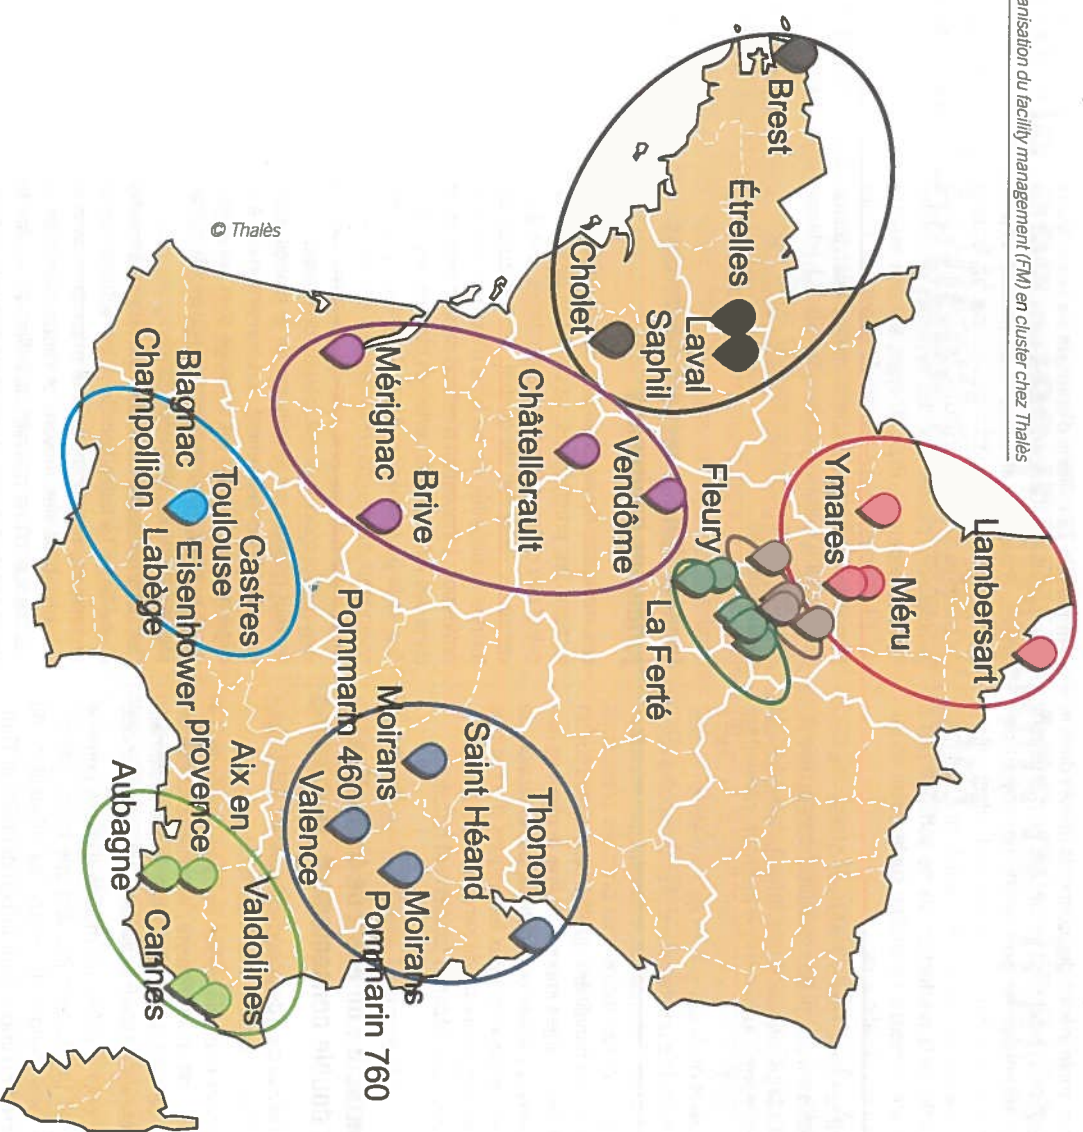 anisation du facility management (FM) en cluster chez Thalès
Lambersart
Méru
Ymares
Brest
Étrelles
Laval
Saphil
Cholet
Fleury
La Ferté
Vendôme
Châtellerault
Mérignac
Brive
Thonon
Saint Héand
Moirans
Pommarin 460
Moirans
Pommarin 760
Valence
Castres
Toulouse
Blagnac
Eisenhower
Champollion
Labège
Aix en
provence
Valdolines
Aubagne
Cannes
© Thalès